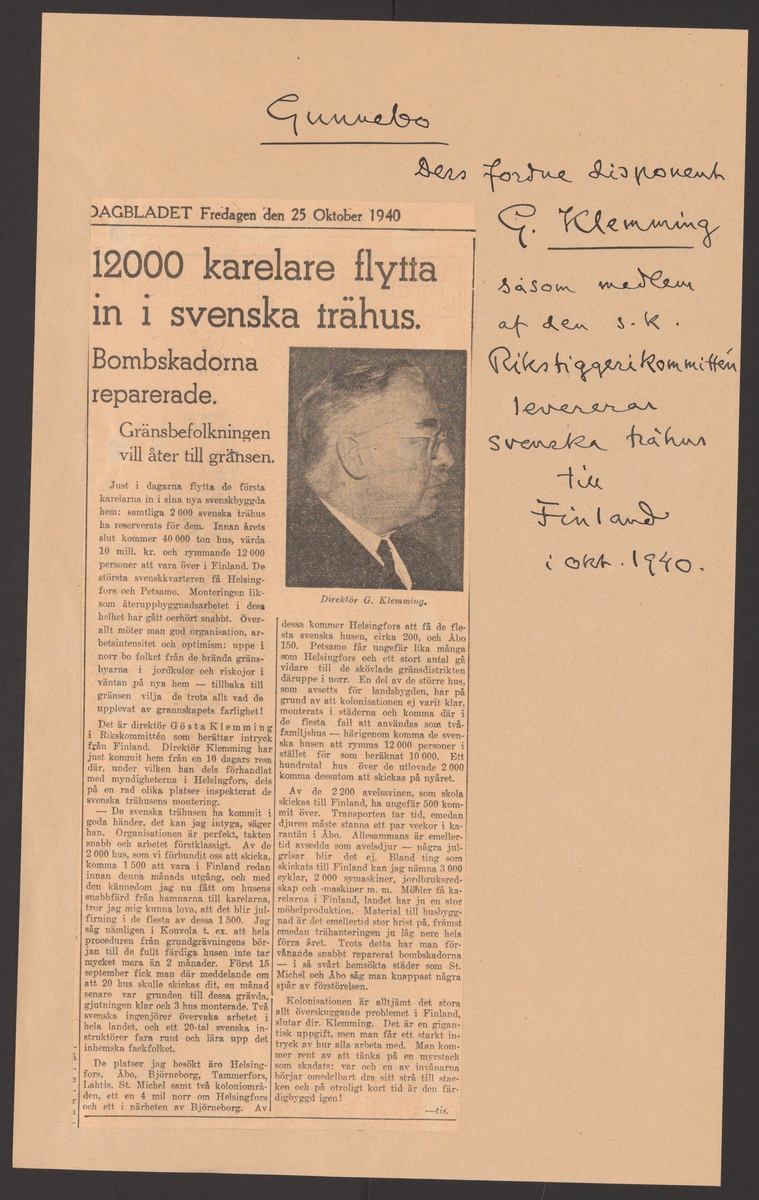 Gunnebo
Ders fordne disponent
G. Klemming
såsom medlem
af den s.k.
Rikstiggerikommittén
levererar
svenska trähus
till
Finland
i okt. 1940.
DAGBLADET Fredagen den 25 Oktober 1940
12000 karelare flytta
in i svenska trähus.
Bombskadorna
reparerade.
Gränsbefolkningen
vill åter till gränsen.
Just i dagarna flytta de första
karelarna in i sina nya svenskbyggda
hem: samtliga 2 000 svenska trähus
ha reserverats för dem. Innan årets
slut kommer 40 000 ton hus, värda
10 mill. kr. och rymmande 12 000
personer att vara över i Finland. De
största svenskkvarteren få Helsing-
fors och Petsamo. Monteringen lik-
som återuppbyggnadsarbetet i dess
helhet har gått oerhört snabbt. Över-
allt möter man god organisation, ar-
betsintensitet och optimism: uppe i
norr bo folket från de brända gräns-
byarna i jordkulor och riskojor i
väntan på nya hem — tillbaka till
gränsen vilja de trots allt vad de
upplevat av grannskapets farlighet!
Det är direktör Gösta Klemming
i Rikskommittén som berättar intryck
från Finland. Direktör Klemming har
just kommit hem från en 10 dagars resa
där, under vilken han dels förhandlat
med myndigheterna i Helsingfors, dels
på en rad olika platser inspekterat de
svenska trähusens montering.
— De svenska trähusen ha kommit i
goda händer, det kan jag intyga, säger
han. Organisationen är perfekt, takten
snabb och arbetet förstklassigt. Av de
2 000 hus, som vi förbundit oss att skicka,
komma 1 500 att vara i Finland redan
innan denna månads utgång, och med
den kännedom jag nu fått om husens
snabbfärd från hamnarna till karelarna,
tror jag mig kunna lova, att det blir jul-
firning i de flesta av dessa 1 500. Jag
såg nämligen i Kouvola t. ex. att hela
proceduren från grundgrävningens bör-
jan till de fullt färdiga husen inte tar
mycket mera än 2 månader. Först 15
september fick man där meddelande om
att 20 hus skulle skickas dit, en månad
senare var grunden till dessa grävda,
gjutningen klar och 3 hus monterade. Två
svenska ingenjörer övervaka arbetet i
hela landet, och ett 20-tal svenska in-
struktörer fara runt och lära upp det
inhemska fackfolket.
De platser jag besökt äro Helsing-
fors, Åbo, Björneborg, Tammerfors,
Lahtis, St. Michel samt två koloniområ-
den, ett en 4 mil norr om Helsingfors
och ett i närheten av Björneborg. Av
Direktör G. Klemming.
dessa kommer Helsingfors att få de fle-
sta svenska husen, cirka 200, och Åbo
150. Petsamo får ungefär lika många
som Helsingfors och ett stort antal gå
vidare till de skövlade gränsdistrikten
däruppe i norr. En del av de större hus,
som avsetts för landsbygden, har på
grund av att kolonisationen ej varit klar,
monterats i städerna och komma där i
de flesta fall att användas som två-
familjshus — härigenom komma de sven-
ska husen att rymma 12 000 personer i
stället för som beräknat 10 000. Ett
hundratal hus över de utlovade 2 000
komma dessutom att skickas på nyåret.
Av de 2 200 avelssvinen, som skola
skickas till Finland, ha ungefär 500 kom-
mit över. Transporten tar tid, emedan
djuren måste stanna ett par veckor i ka-
rantän i Åbo. Allesammans är emeller-
tid avsedda som avelsdjur — några jul-
grisar blir det ej. Bland ting som
skickats till Finland kan jag nämna 3 000
cyklar, 2 000 symaskiner, jordbruksred-
skap och -maskiner m. m. Möbler få ka-
relarna i Finland, landet har ju en stor
möbelproduktion. Material till husbygg-
nad är det emellertid stor brist på, främst
emedan trähanteringen ju låg nere hela
förra året. Trots detta har man för-
vånande snabbt reparerat bombskadorna
— i så svårt hemsökta städer som St.
Michel och Åbo såg man knappast några
spår av förstörelsen.
Kolonisationen är alltjämt det stora
allt överskuggande problemet i Finland,
slutar dir. Klemming. Det är en gigan-
tisk uppgift, men man får ett starkt in-
tryck av hur alla arbeta med. Man kom-
mer rent av att tänka på en myrstack
som skadats: var och en av invånarna
börjar omedelbart dra sitt strå till stac-
ken och på otroligt kort tid är den fär-
digbyggd igen!
—tis.